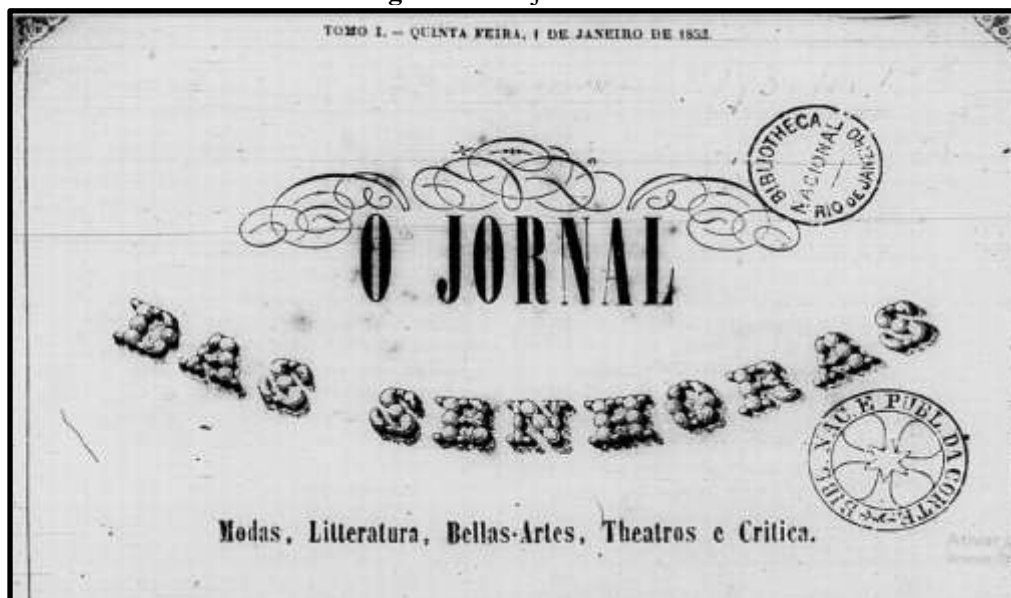 TOMO I. — QUINTA FEIRA, 1 DE JANEIRO DE 1852.
BIBLIOTHECA NACIONAL RIO DE JANEIRO
O JORNAL
DAS SENHORAS
BIBL. NAC. E PUBL. DA CORTE
Modas, Litteratura, Bellas-Artes, Theatros e Critica.